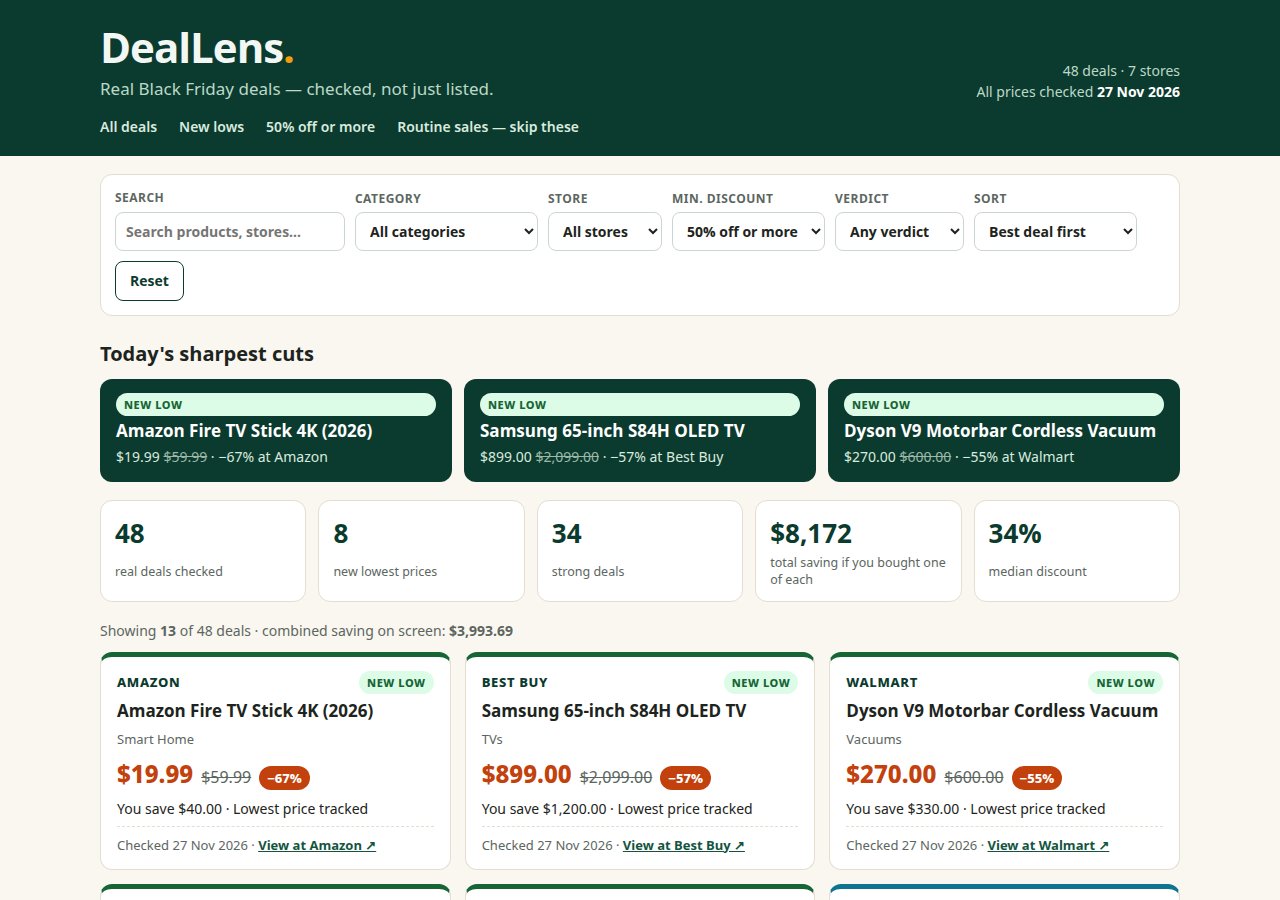 DealLens.
Real Black Friday deals — checked, not just listed.
48 deals · 7 stores
All prices checked 27 Nov 2026
All deals New lows 50% off or more Routine sales — skip these
SEARCH CATEGORY STORE MIN. DISCOUNT VERDICT SORT
Search products, stores... All categories All stores 50% off or more Any verdict Best deal first
Reset
Today's sharpest cuts
NEW LOW
Amazon Fire TV Stick 4K (2026)
$19.99 $59.99 · −67% at Amazon
NEW LOW
Samsung 65-inch S84H OLED TV
$899.00 $2,099.00 · −57% at Best Buy
NEW LOW
Dyson V9 Motorbar Cordless Vacuum
$270.00 $600.00 · −55% at Walmart
48
real deals checked
8
new lowest prices
34
strong deals
$8,172
total saving if you bought one
of each
34%
median discount
Showing 13 of 48 deals · combined saving on screen: $3,993.69
AMAZON NEW LOW
Amazon Fire TV Stick 4K (2026)
Smart Home
$19.99 $59.99 −67%
You save $40.00 · Lowest price tracked
Checked 27 Nov 2026 · View at Amazon ↗
BEST BUY NEW LOW
Samsung 65-inch S84H OLED TV
TVs
$899.00 $2,099.00 −57%
You save $1,200.00 · Lowest price tracked
Checked 27 Nov 2026 · View at Best Buy ↗
WALMART NEW LOW
Dyson V9 Motorbar Cordless Vacuum
Vacuums
$270.00 $600.00 −55%
You save $330.00 · Lowest price tracked
Checked 27 Nov 2026 · View at Walmart ↗